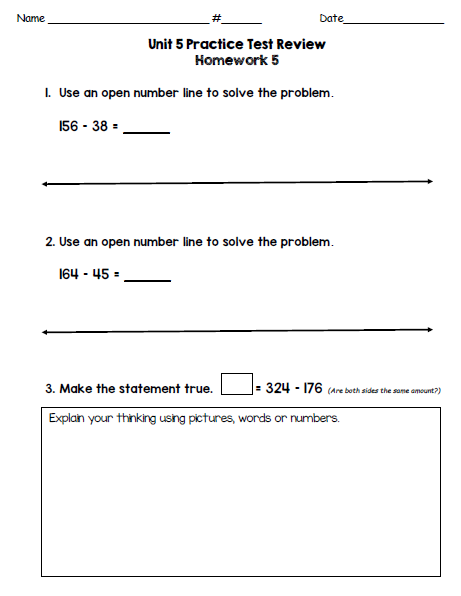 Name ____________________ #______ Date______________
Unit 5 Practice Test Review
Homework 5
1. Use an open number line to solve the problem.
156 - 38 = ______
2. Use an open number line to solve the problem.
164 - 45 = ______
3. Make the statement true. = 324 - 176 (Are both sides the same amount?)
Explain your thinking using pictures, words or numbers.